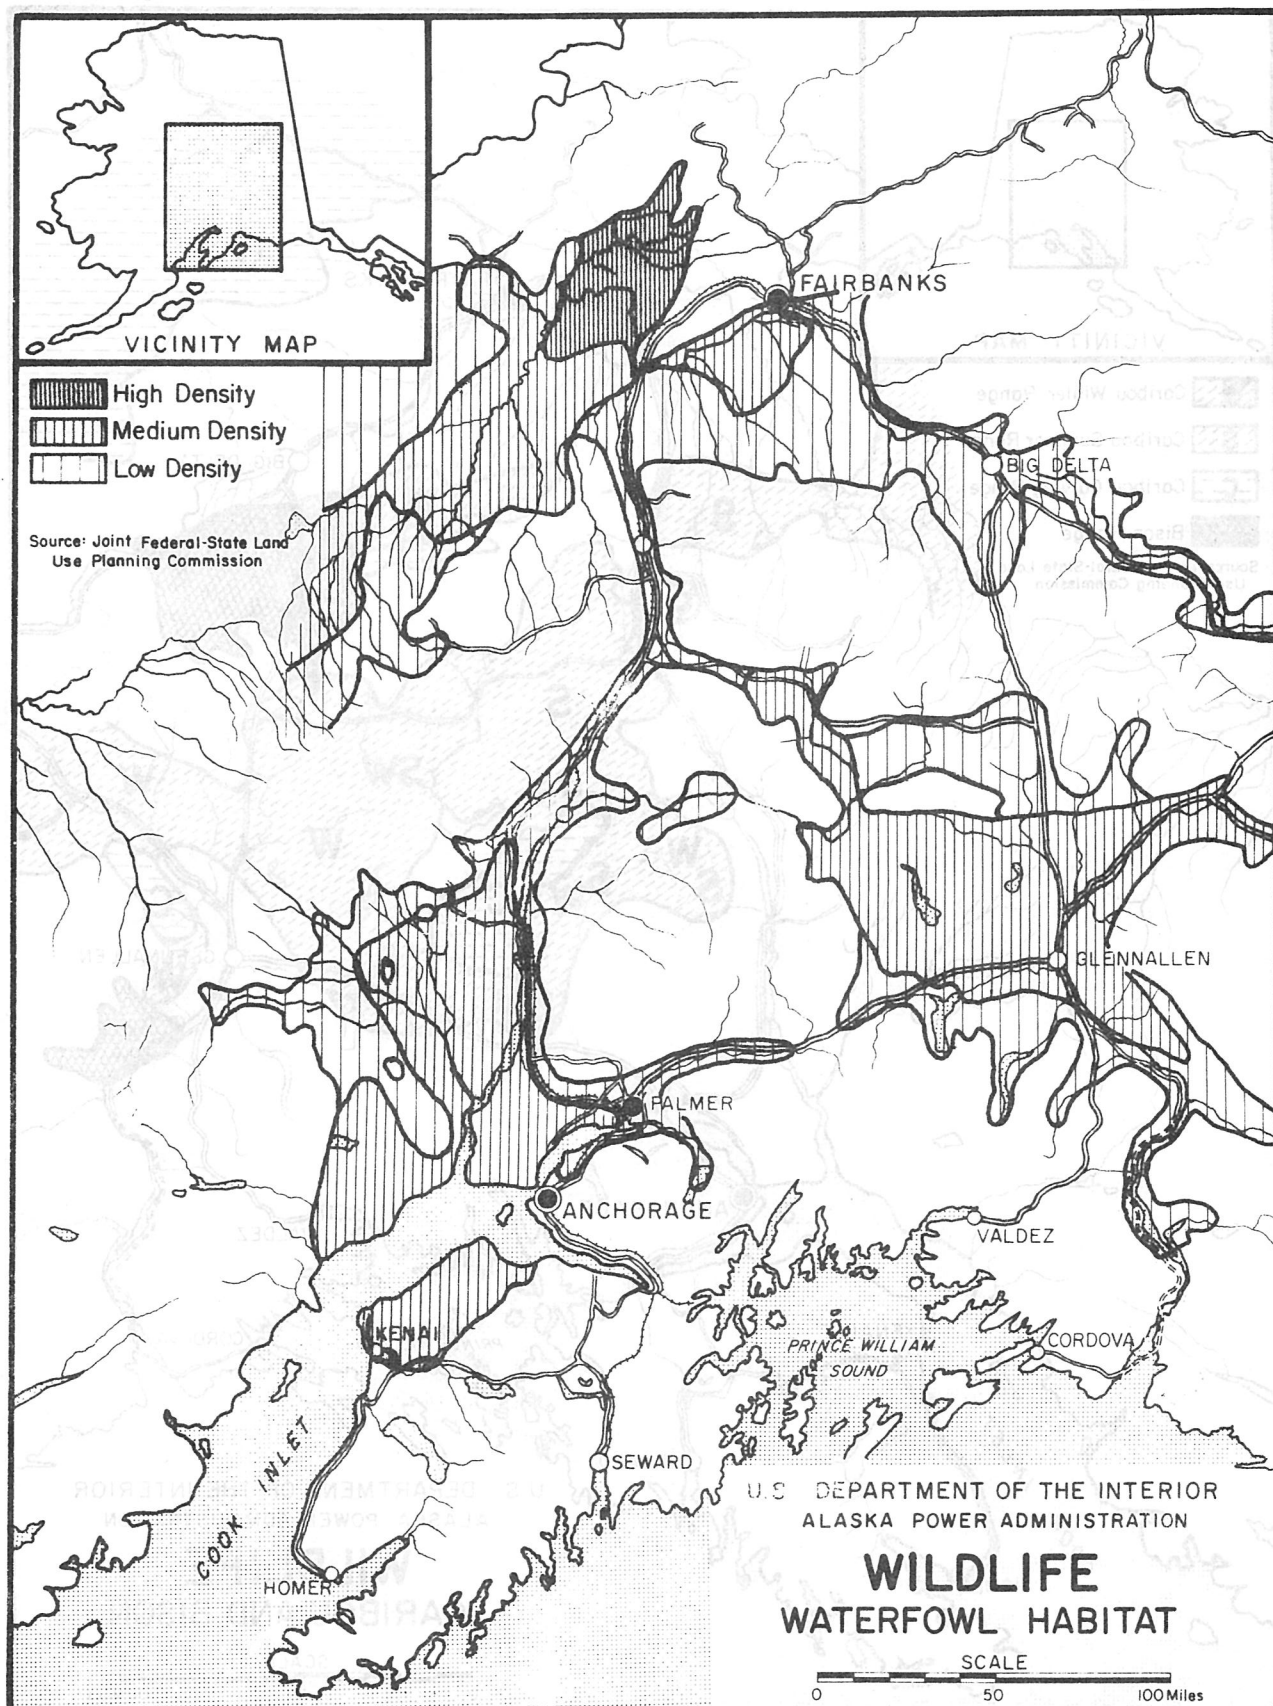 VICINITY MAP
High Density
Medium Density
Low Density
Source: Joint Federal-State Land
Use Planning Commission
FAIRBANKS
BIG DELTA
GLENNALLEN
PALMER
ANCHORAGE
VALDEZ
KENAI
PRINCE WILLIAM
SOUND
CORDOVA
COOK INLET
SEWARD
HOMER
U.S. DEPARTMENT OF THE INTERIOR
ALASKA POWER ADMINISTRATION
WILDLIFE
WATERFOWL HABITAT
SCALE
0 50 100 Miles